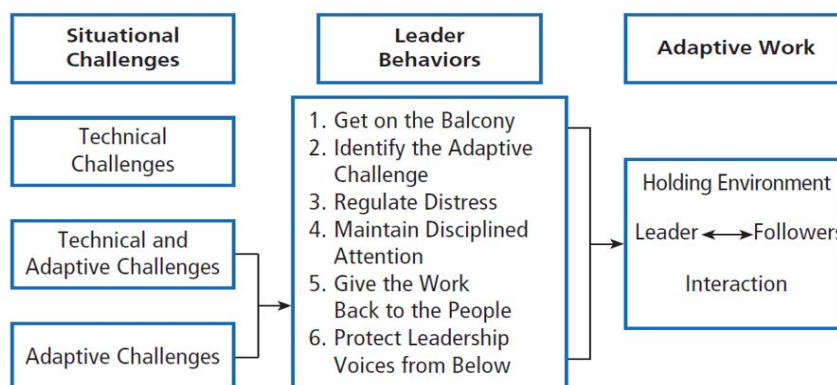 Situational
Challenges
Leader
Behaviors
Adaptive Work
Technical
Challenges
Technical and
Adaptive Challenges
Adaptive Challenges
1. Get on the Balcony
2. Identify the Adaptive
Challenge
3. Regulate Distress
4. Maintain Disciplined
Attention
5. Give the Work
Back to the People
6. Protect Leadership
Voices from Below
Holding Environment
Leader Followers
Interaction